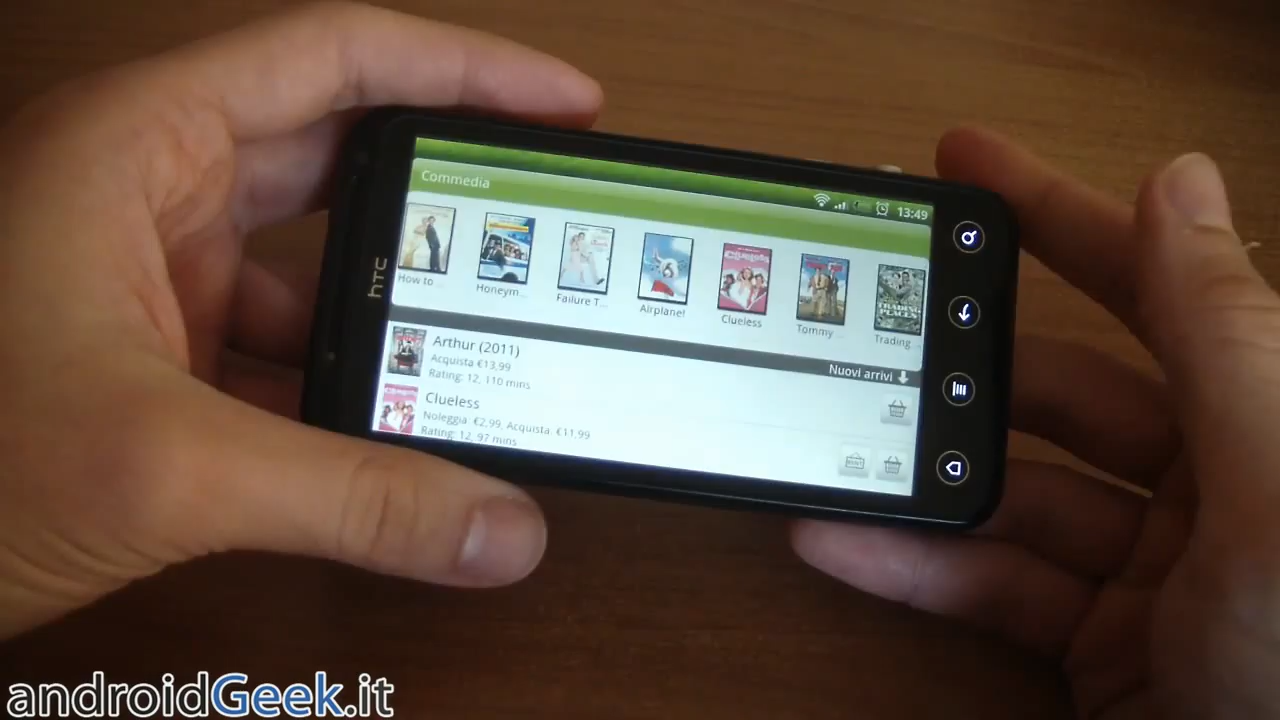 hTC
Commedia
13:49
How to ...
Honeym...
Failure T...
Airplane!
Clueless
Tommy ...
Trading...
Nuovi arrivi
Arthur (2011)
Acquista €13,99
Rating: 12, 110 mins
Clueless
Noleggia: €2,99, Acquista: €11,99
Rating: 12, 97 mins
RENT
androidGeek.it